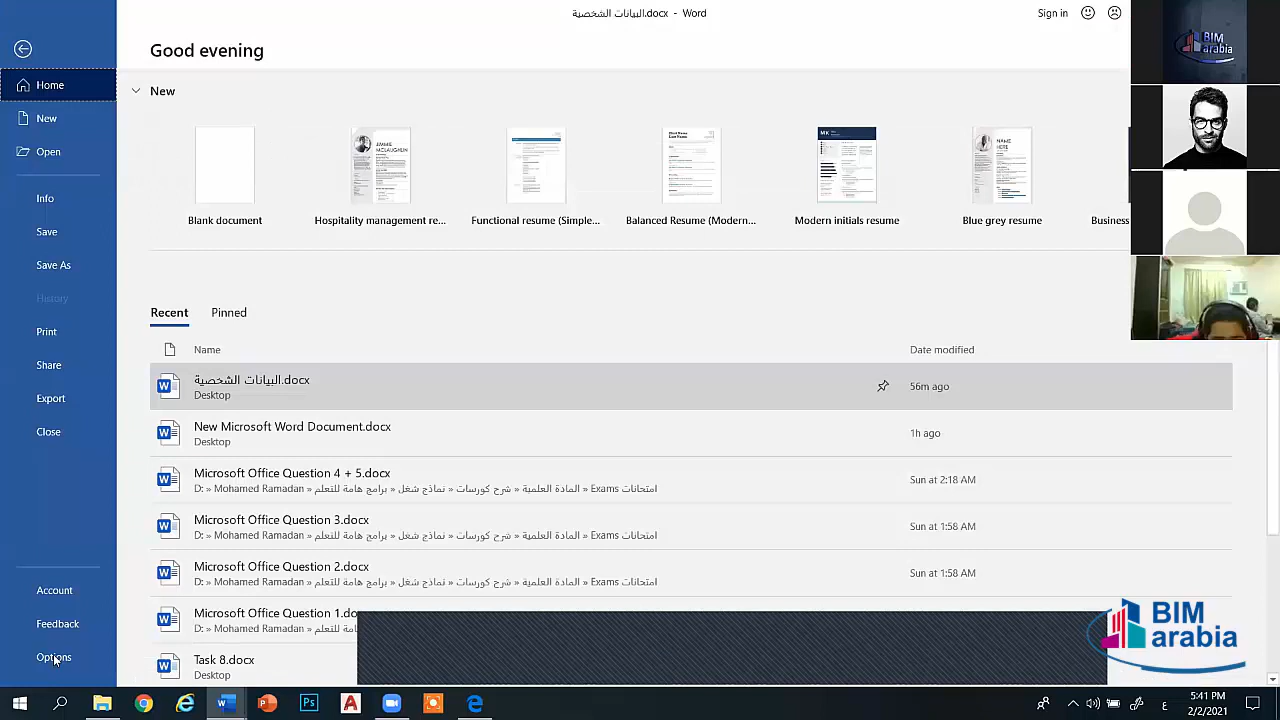 البيانات الشخصية.docx - Word
Sign in
Good evening
Home
New
Open
Info
Save
Save As
History
Print
Share
Export
Close
Account
Feedback
Options
New
Blank document
Hospitality management re...
Functional resume (Simple...
Balanced Resume (Modern...
Modern initials resume
Blue grey resume
Business
Recent
Pinned
Name
Date modified
البيانات الشخصية.docx
Desktop
56m ago
New Microsoft Word Document.docx
Desktop
1h ago
Microsoft Office Question 4 + 5.docx
D: » Mohamed Ramadan » برامج هامة للتعلم » نماذج شغل » شرح كورسات » المادة العلمية » Exams امتحانات
Sun at 2:18 AM
Microsoft Office Question 3.docx
D: » Mohamed Ramadan » برامج هامة للتعلم » نماذج شغل » شرح كورسات » المادة العلمية » Exams امتحانات
Sun at 1:58 AM
Microsoft Office Question 2.docx
D: » Mohamed Ramadan » برامج هامة للتعلم » نماذج شغل » شرح كورسات » المادة العلمية » Exams امتحانات
Sun at 1:58 AM
Microsoft Office Question 1.do
D: » Mohamed Ramadan »
Task 8.docx
Desktop
BIM
arabia
BIM
arabia
5:41 PM
2/2/2021
ع